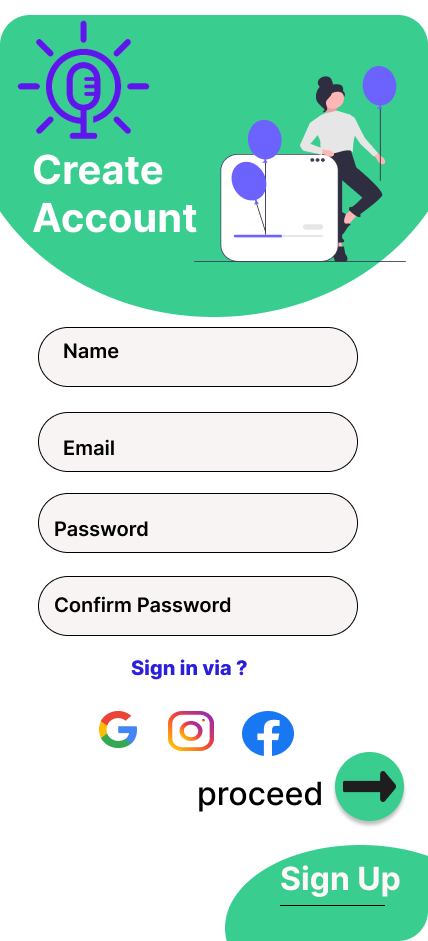 Create
Account
Name
Email
Password
Confirm Password
Sign in via ?
proceed
Sign Up